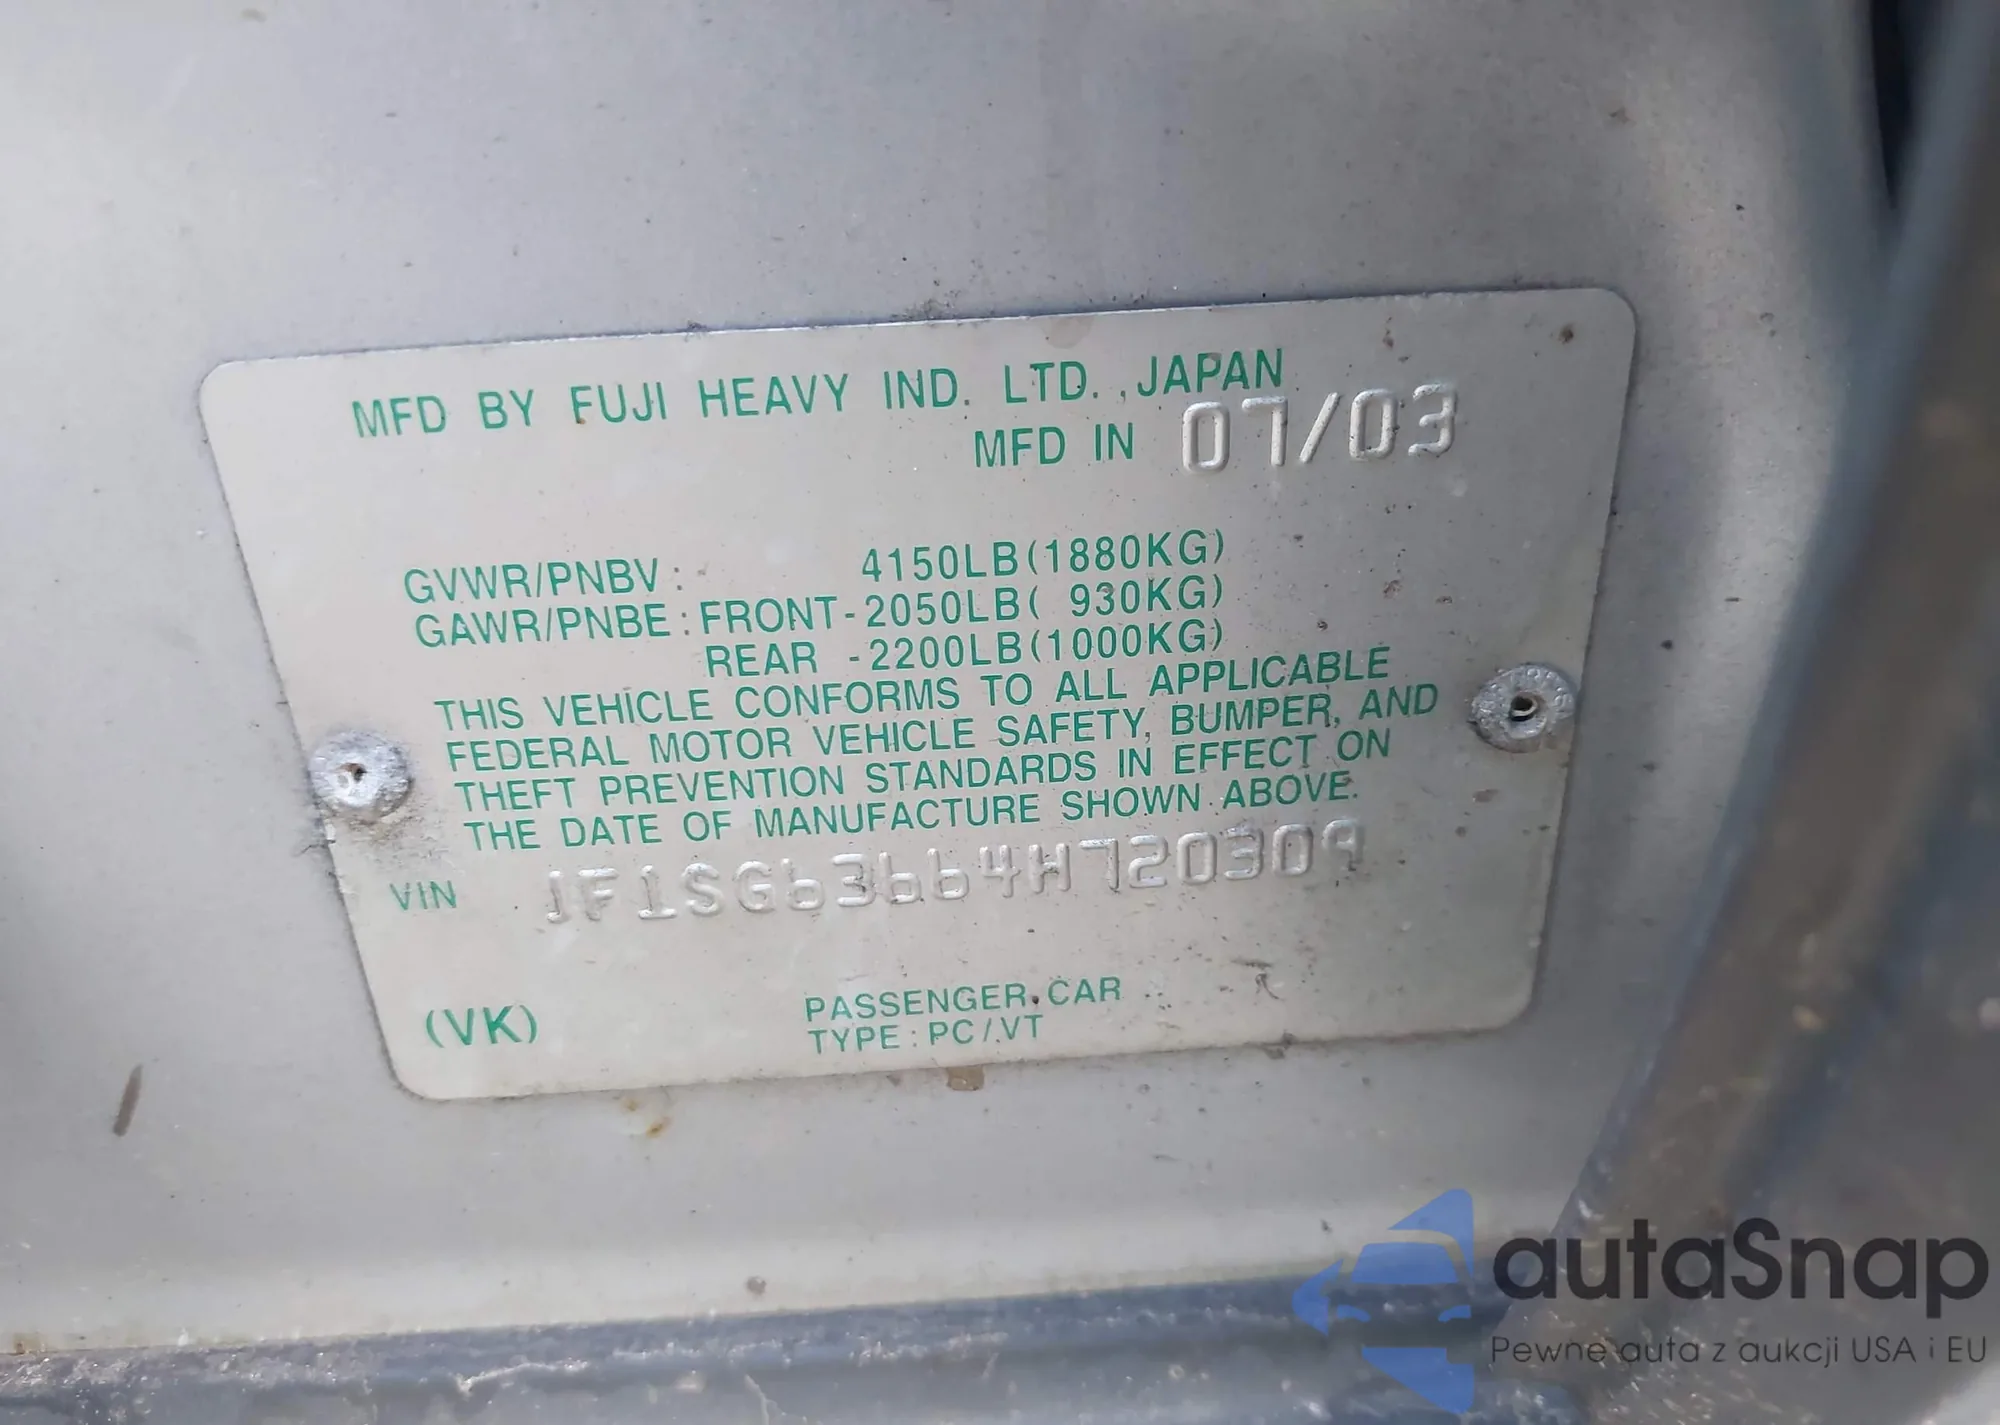 MFD BY FUJI HEAVY IND. LTD. ,JAPAN
MFD IN 07/03
GVWR/PNBV : 4150LB(1880KG)
GAWR/PNBE : FRONT-2050LB( 930KG)
REAR -2200LB(1000KG)
THIS VEHICLE CONFORMS TO ALL APPLICABLE
FEDERAL MOTOR VEHICLE SAFETY, BUMPER, AND
THEFT PREVENTION STANDARDS IN EFFECT ON
THE DATE OF MANUFACTURE SHOWN ABOVE.
VIN JF1SG63664H720309
(VK) PASSENGER CAR
TYPE : PC/VT
autaSnap
Pewne auta z aukcji USA i EU